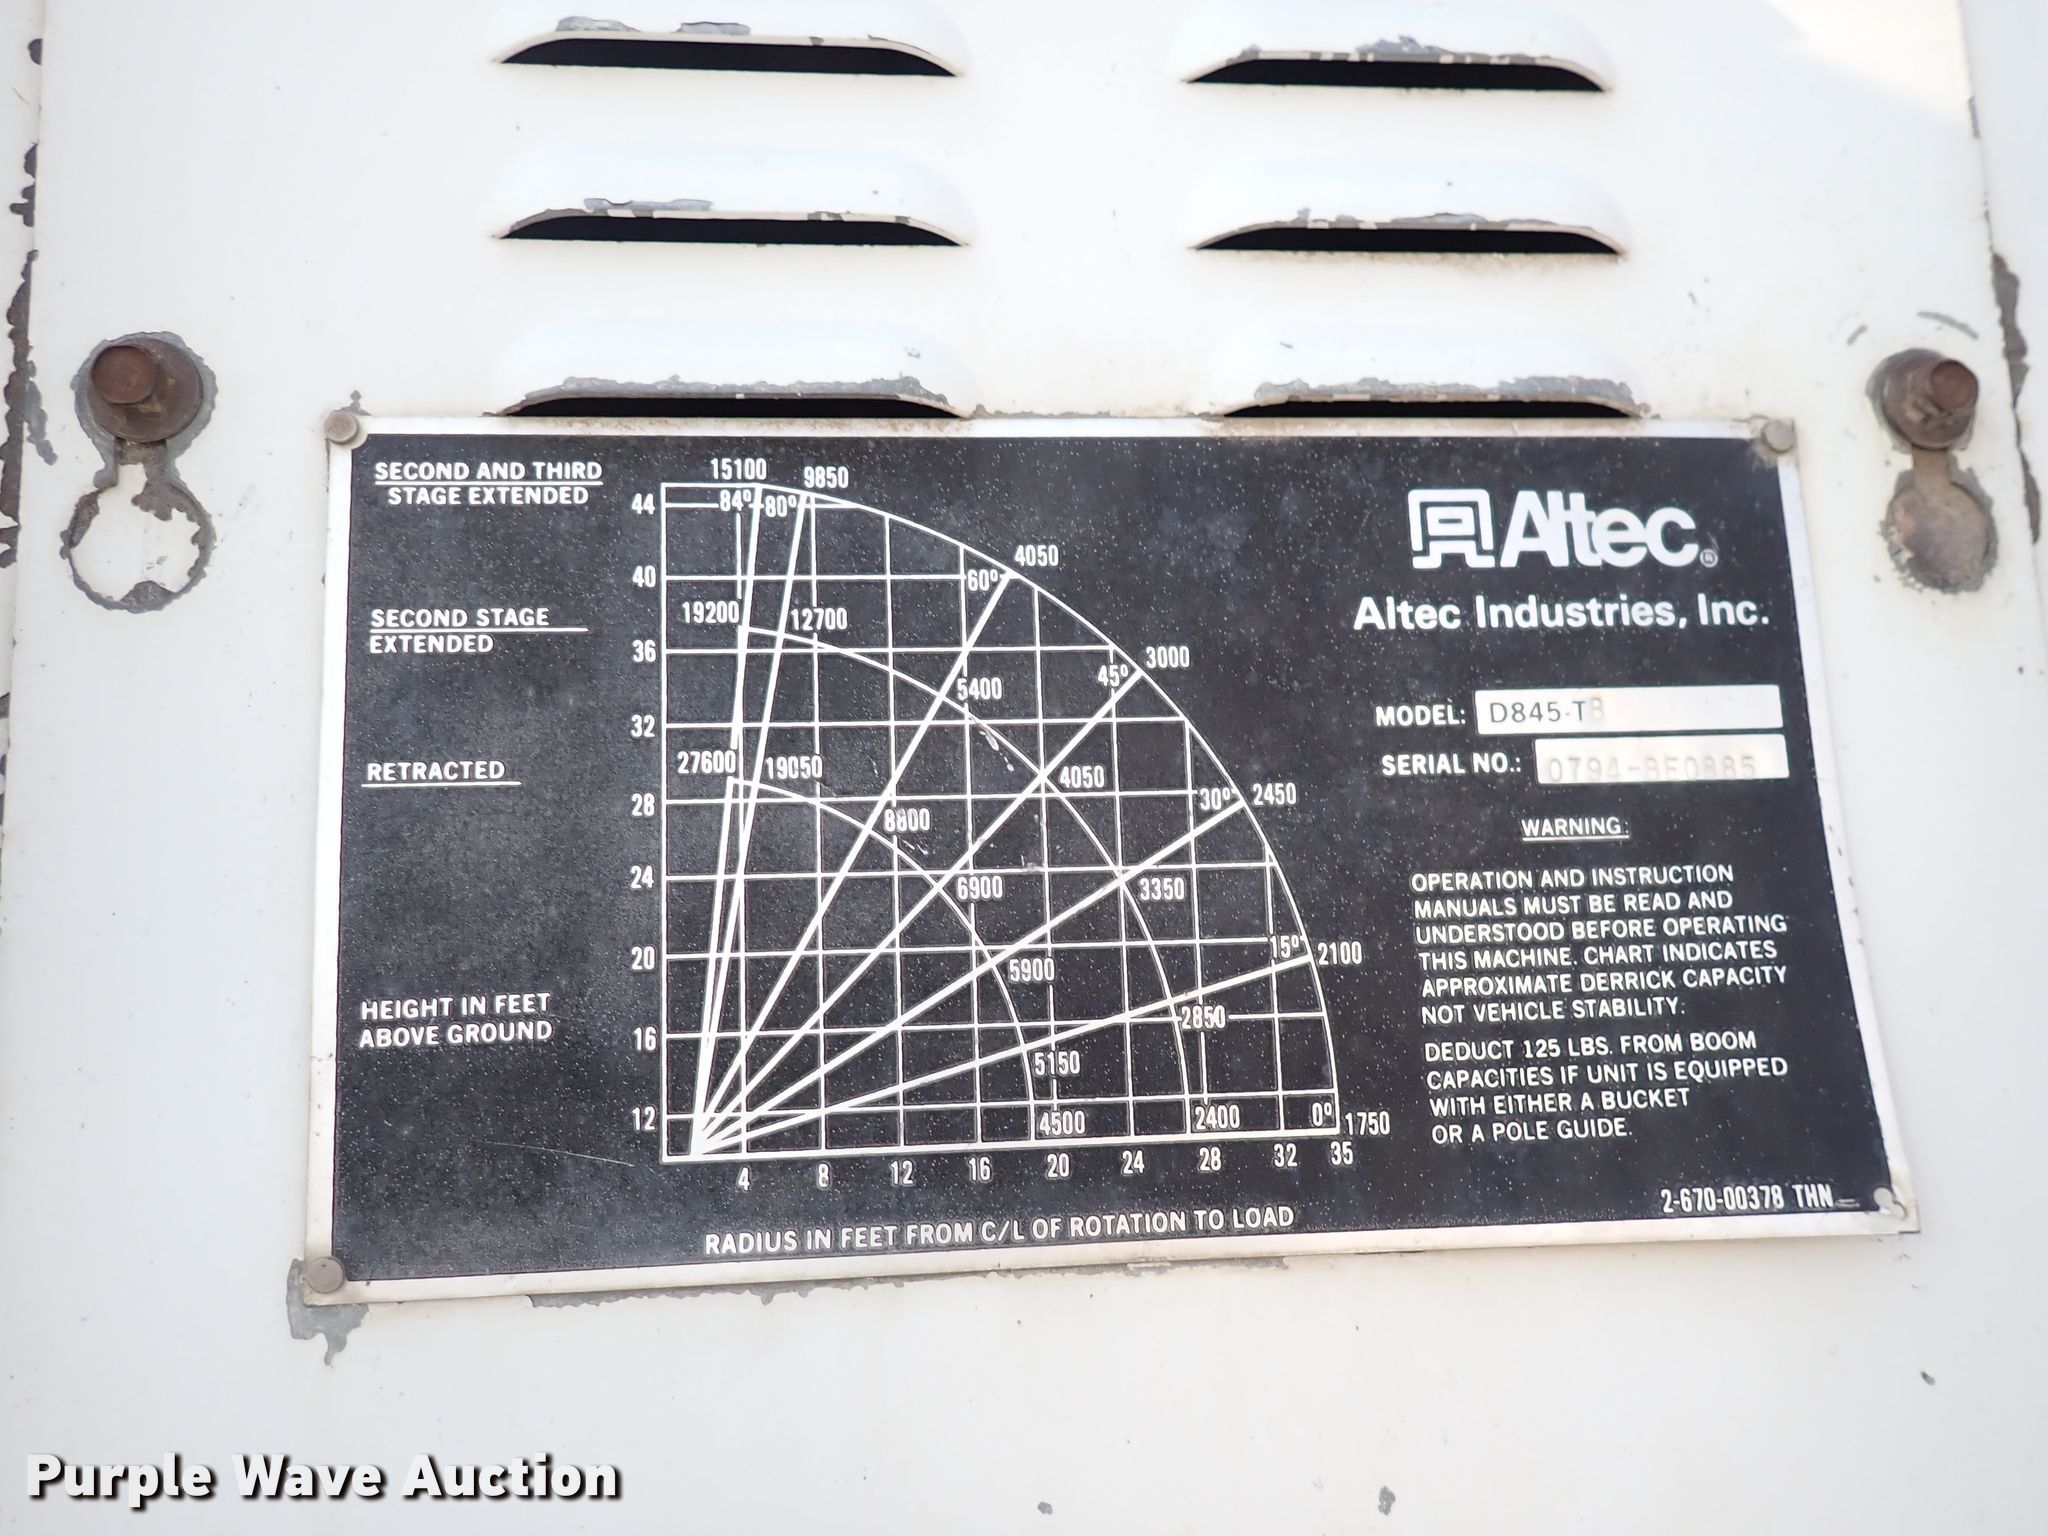 SECOND AND THIRD
STAGE EXTENDED
SECOND STAGE
EXTENDED
RETRACTED
HEIGHT IN FEET
ABOVE GROUND
15100
9850
84°
80°
44
4050
60°
40
19200
12700
36
3000
45°
5400
32
27600
19050
4050
2450
30°
28
8800
24
6900
3350
20
5900
15°
2100
16
5150
2850
12
4500
2400
0°
1750
4
8
12
16
20
24
28
32
35
RADIUS IN FEET FROM C/L OF ROTATION TO LOAD
Altec®
Altec Industries, Inc.
MODEL: D845-TB
SERIAL NO.:
WARNING:
OPERATION AND INSTRUCTION
MANUALS MUST BE READ AND
UNDERSTOOD BEFORE OPERATING
THIS MACHINE. CHART INDICATES
APPROXIMATE DERRICK CAPACITY
NOT VEHICLE STABILITY.
DEDUCT 125 LBS. FROM BOOM
CAPACITIES IF UNIT IS EQUIPPED
WITH EITHER A BUCKET
OR A POLE GUIDE.
2-670-00378 THN
Purple Wave Auction